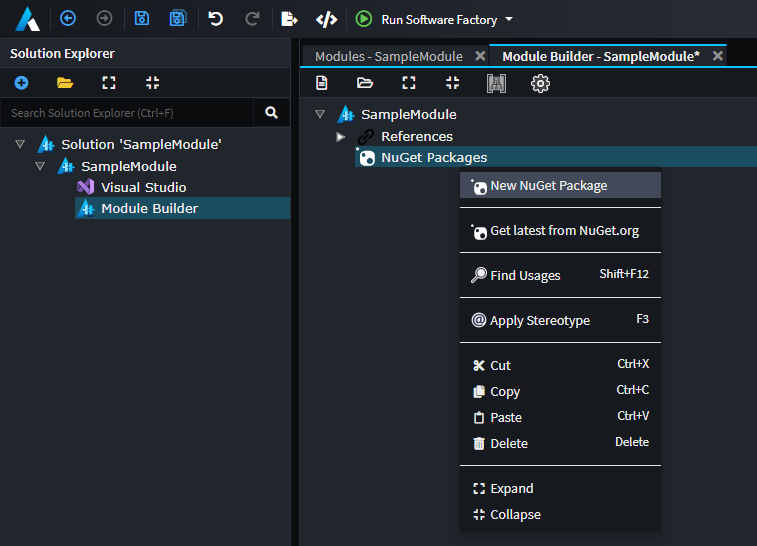 Run Software Factory
Solution Explorer
Search Solution Explorer (Ctrl+F)
Solution 'SampleModule'
SampleModule
Visual Studio
Module Builder
Modules - SampleModule
Module Builder - SampleModule*
SampleModule
References
NuGet Packages
New NuGet Package
Get latest from NuGet.org
Find Usages Shift+F12
Apply Stereotype F3
Cut Ctrl+X
Copy Ctrl+C
Paste Ctrl+V
Delete Delete
Expand
Collapse